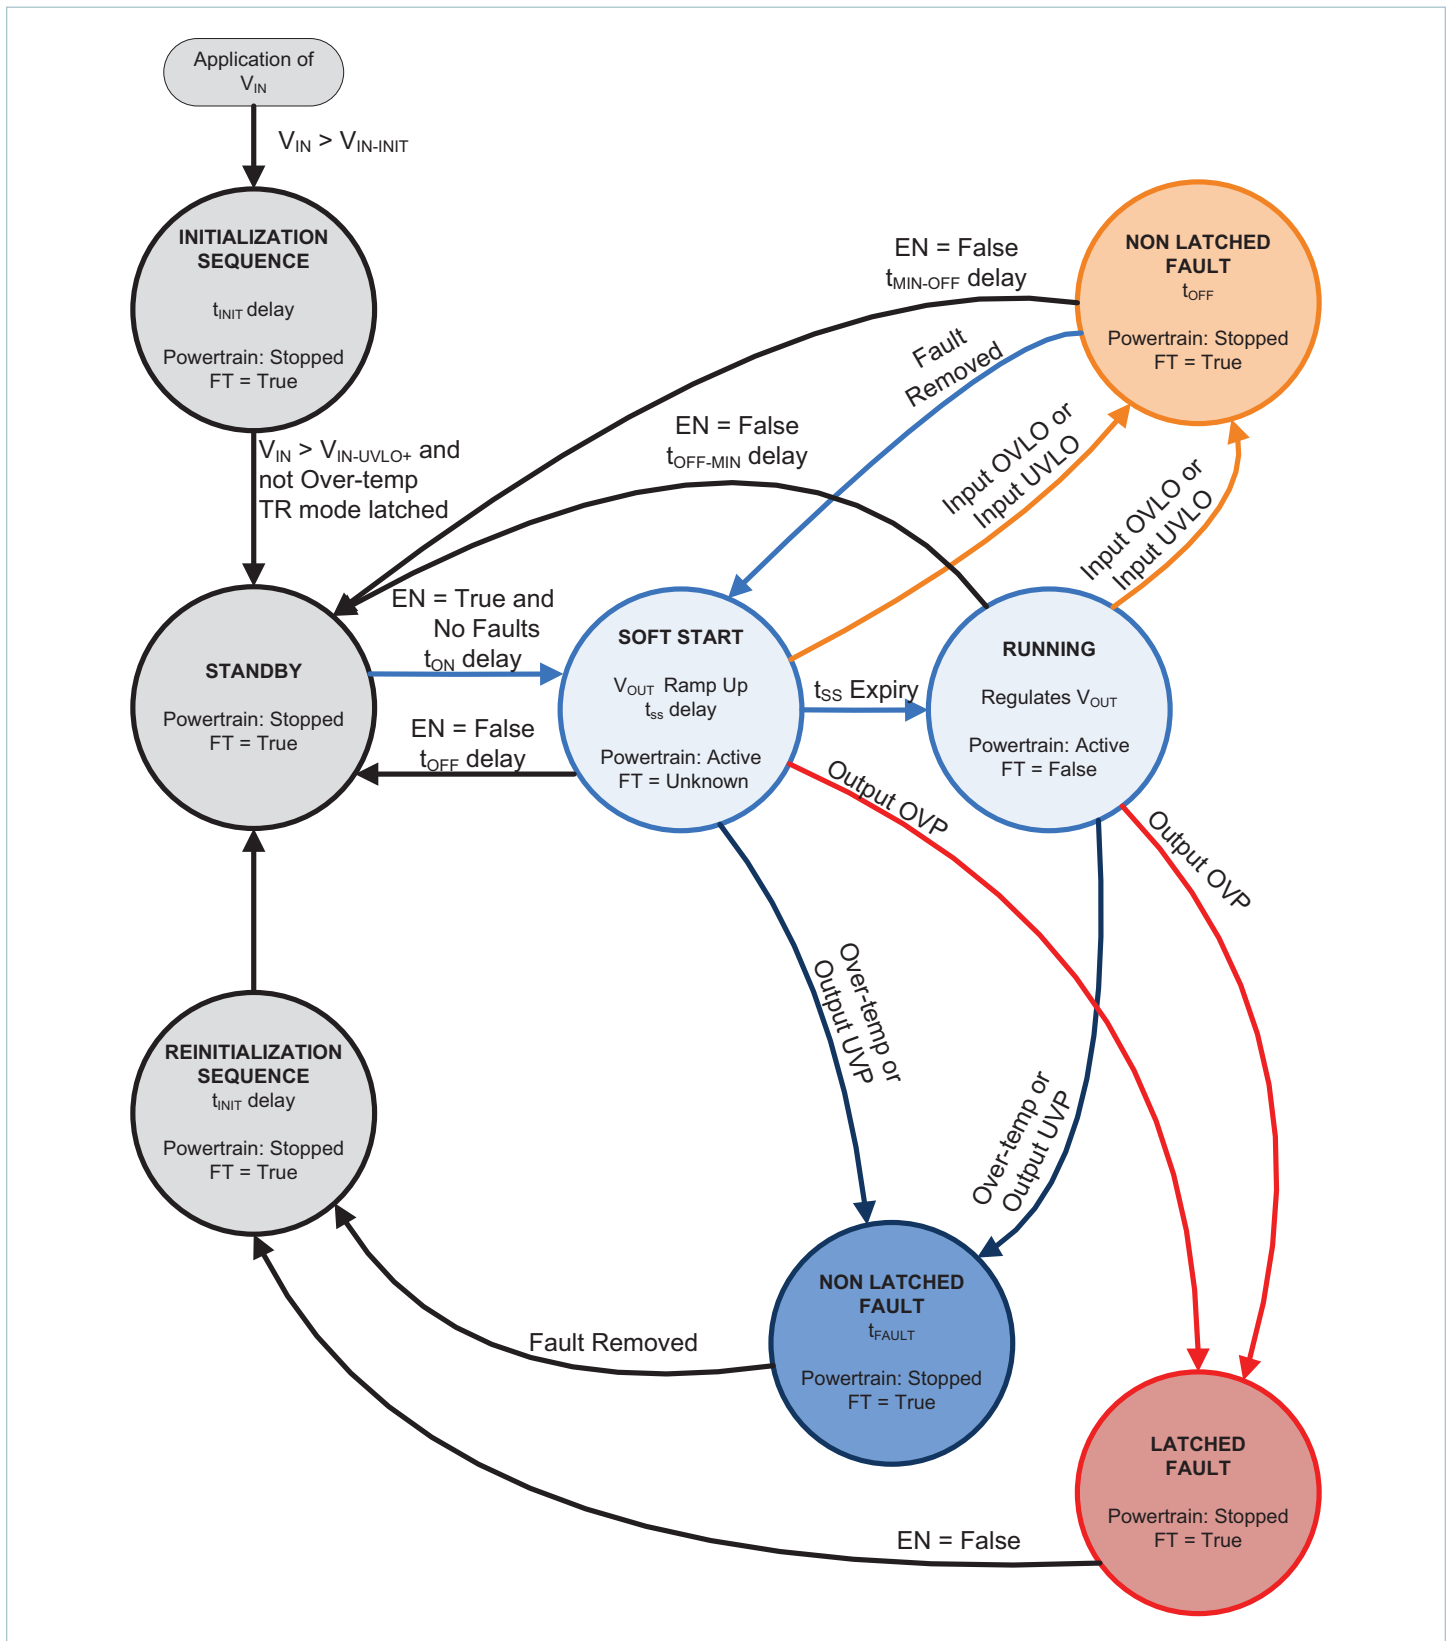 Application of
VIN
VIN > VIN-INIT
INITIALIZATION
SEQUENCE
tINIT delay
Powertrain: Stopped
FT = True
VIN > VIN-UVLO+ and
not Over-temp
TR mode latched
EN = False
tMIN-OFF delay
NON LATCHED
FAULT
tOFF
Powertrain: Stopped
FT = True
Fault
Removed
EN = False
tOFF-MIN delay
Input OVLO or
Input UVLO
Input OVLO or
Input UVLO
STANDBY
Powertrain: Stopped
FT = True
EN = True and
No Faults
tON delay
EN = False
tOFF delay
SOFT START
VOUT Ramp Up
tss delay
Powertrain: Active
FT = Unknown
tSS Expiry
RUNNING
Regulates VOUT
Powertrain: Active
FT = False
Output OVP
Output OVP
Over-temp or
Output UVP
Over-temp or
Output UVP
REINITIALIZATION
SEQUENCE
tINIT delay
Powertrain: Stopped
FT = True
Fault Removed
NON LATCHED
FAULT
tFAULT
Powertrain: Stopped
FT = True
EN = False
LATCHED
FAULT
Powertrain: Stopped
FT = True